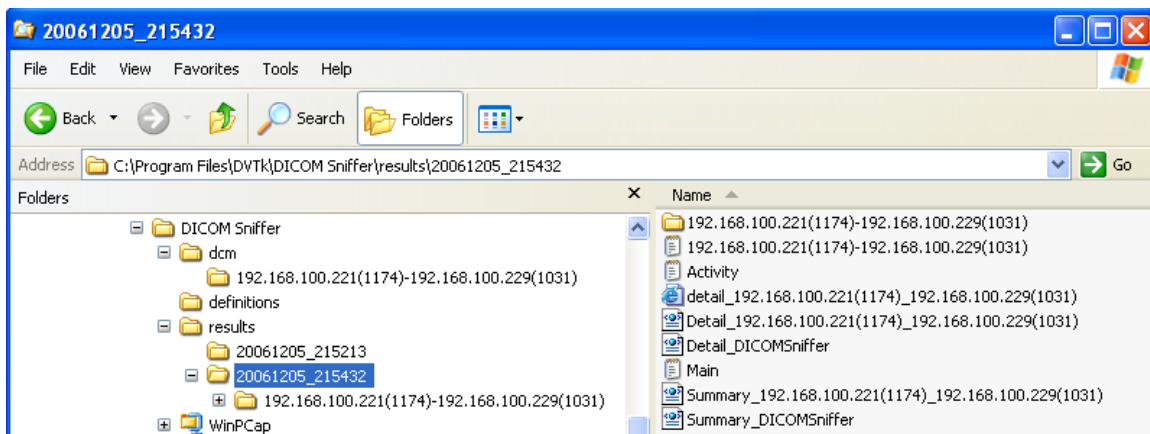 20061205_215432
File Edit View Favorites Tools Help
Back Search Folders
Address C:\Program Files\DVTk\DICOM Sniffer\results\20061205_215432 Go
Folders
DICOM Sniffer
dcm
192.168.100.221(1174)-192.168.100.229(1031)
definitions
results
20061205_215213
20061205_215432
192.168.100.221(1174)-192.168.100.229(1031)
WinPCap
Name
192.168.100.221(1174)-192.168.100.229(1031)
192.168.100.221(1174)-192.168.100.229(1031)
Activity
detail_192.168.100.221(1174)_192.168.100.229(1031)
Detail_192.168.100.221(1174)_192.168.100.229(1031)
Detail_DICOMSniffer
Main
Summary_192.168.100.221(1174)_192.168.100.229(1031)
Summary_DICOMSniffer